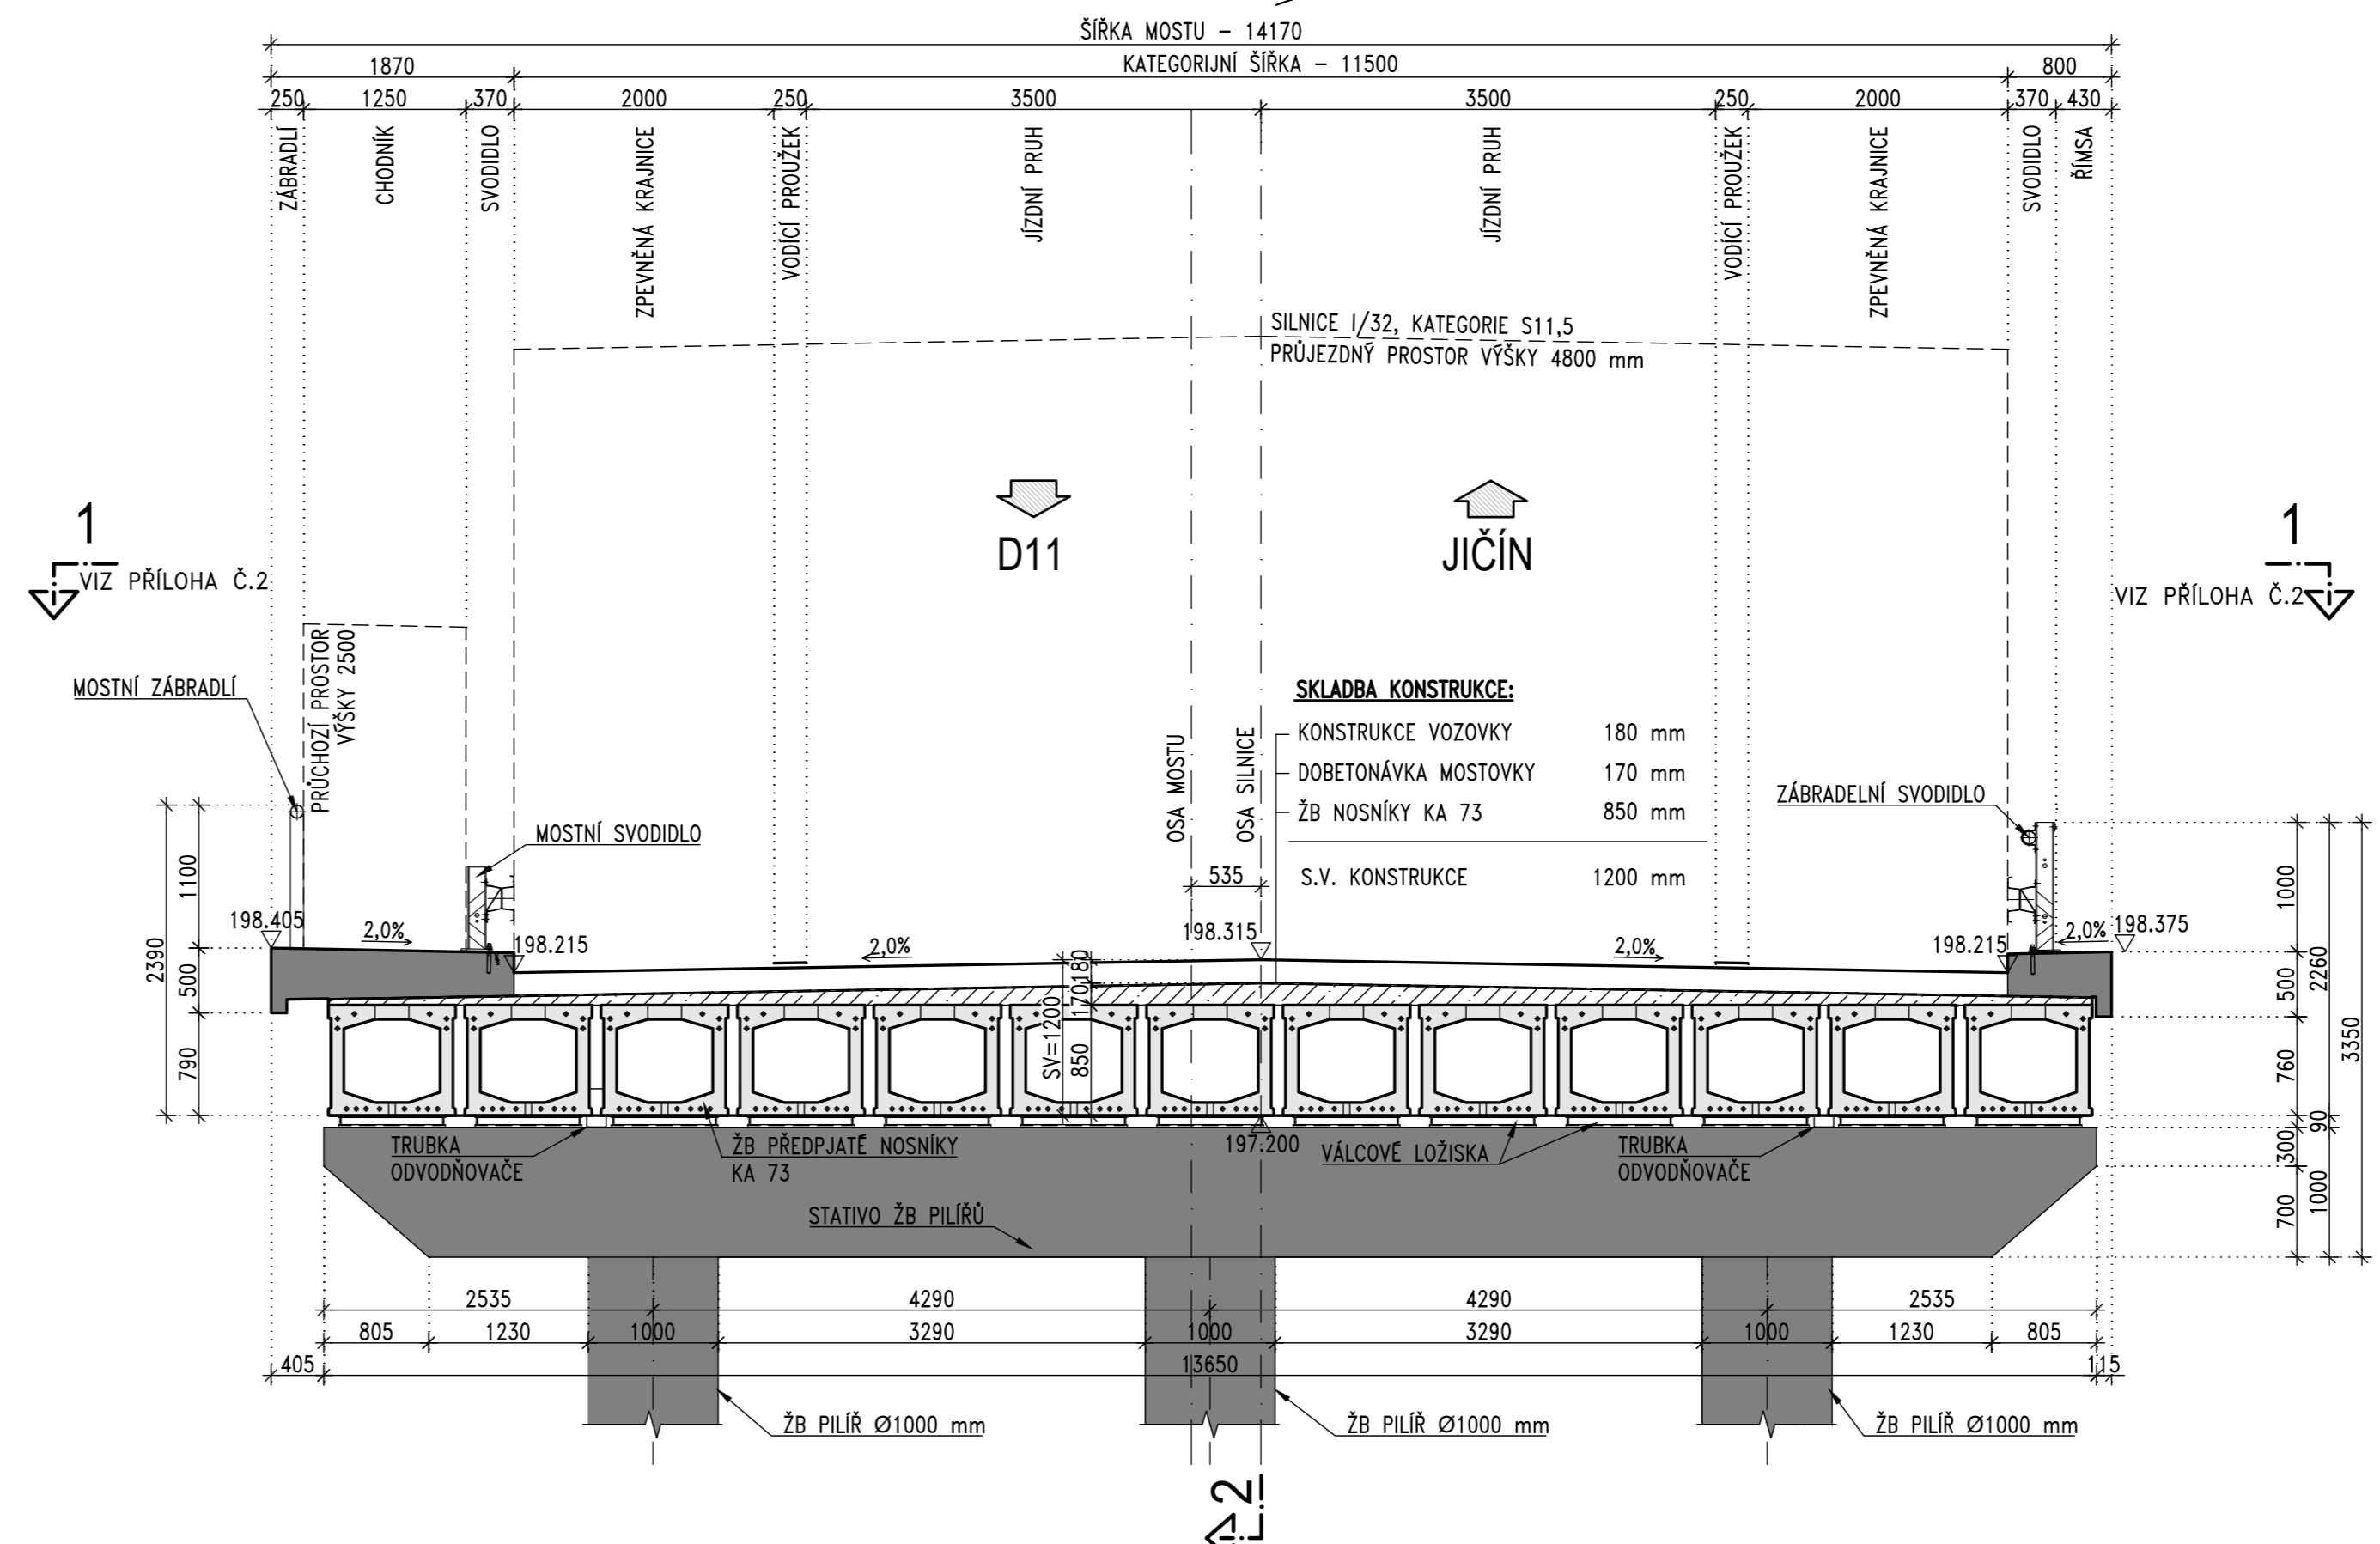 ŠÍŘKA MOSTU – 14170
KATEGORIJNÍ ŠÍŘKA – 11500
1870
800
250
1250
370
2000
250
3500
3500
250
2000
370
430
ZÁBRADLÍ
CHODNÍK
SVODIDLO
ZPEVNĚNÁ KRAJNICE
VODÍCÍ PROUŽEK
JÍZDNÍ PRUH
JÍZDNÍ PRUH
VODÍCÍ PROUŽEK
ZPEVNĚNÁ KRAJNICE
SVODIDLO
ŘÍMSA
SILNICE I/32, KATEGORIE S11,5
PRŮJEZDNÝ PROSTOR VÝŠKY 4800 mm
1
VIZ PŘÍLOHA Č.2
D11
JIČÍN
1
VIZ PŘÍLOHA Č.2
PRŮCHOZÍ PROSTOR
VÝŠKY 2500
MOSTNÍ ZÁBRADLÍ
MOSTNÍ SVODIDLO
OSA MOSTU
OSA SILNICE
SKLADBA KONSTRUKCE:
KONSTRUKCE VOZOVKY 180 mm
DOBETONÁVKA MOSTOVKY 170 mm
ŽB NOSNÍKY KA 73 850 mm
S.V. KONSTRUKCE 1200 mm
ZÁBRADELNÍ SVODIDLO
535
198.405
2,0%
198.215
2,0%
198.315
2,0%
198.215
2,0%
198.375
2390
1100
500
790
SV=1200
180
170
850
1000
500
760
90
300
700
2260
1000
3350
TRUBKA
ODVODŇOVAČE
ŽB PŘEDPJATÉ NOSNÍKY
KA 73
197.200
VÁLCOVÉ LOŽISKA
TRUBKA
ODVODŇOVAČE
STATIVO ŽB PILÍŘŮ
2535
4290
4290
2535
805
1230
1000
3290
1000
3290
1000
1230
805
405
13650
115
ŽB PILÍŘ Ø1000 mm
ŽB PILÍŘ Ø1000 mm
ŽB PILÍŘ Ø1000 mm
2